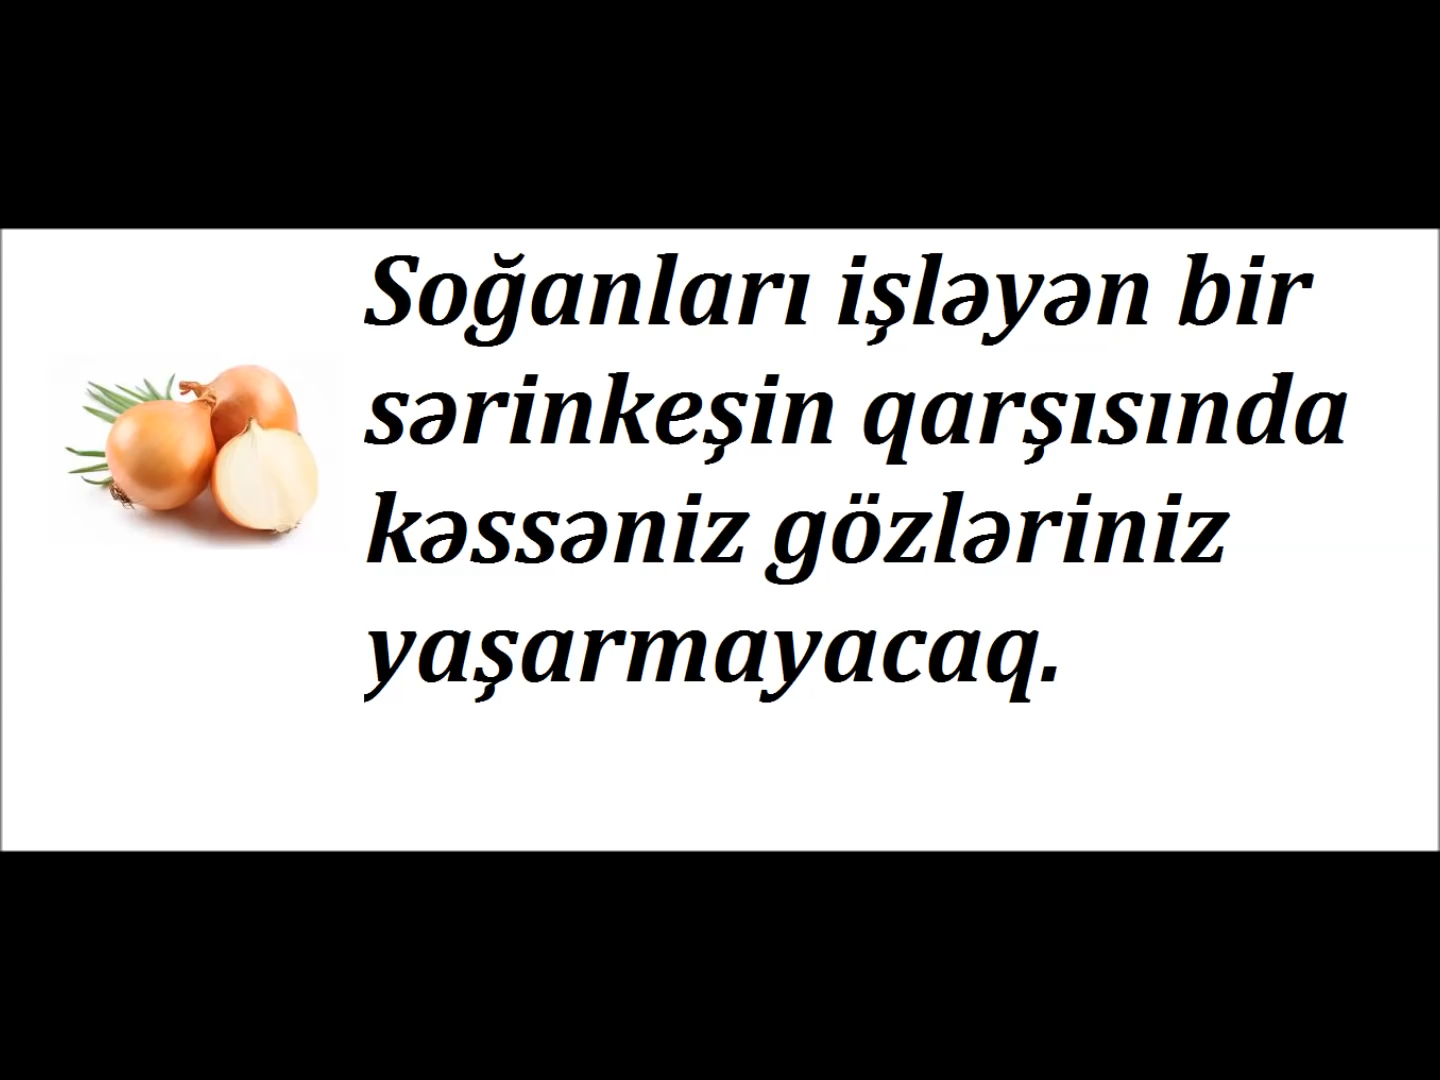 Soğanları işləyən bir
sərinkeşin qarşısında
kəssəniz gözləriniz
yaşarmayacaq.